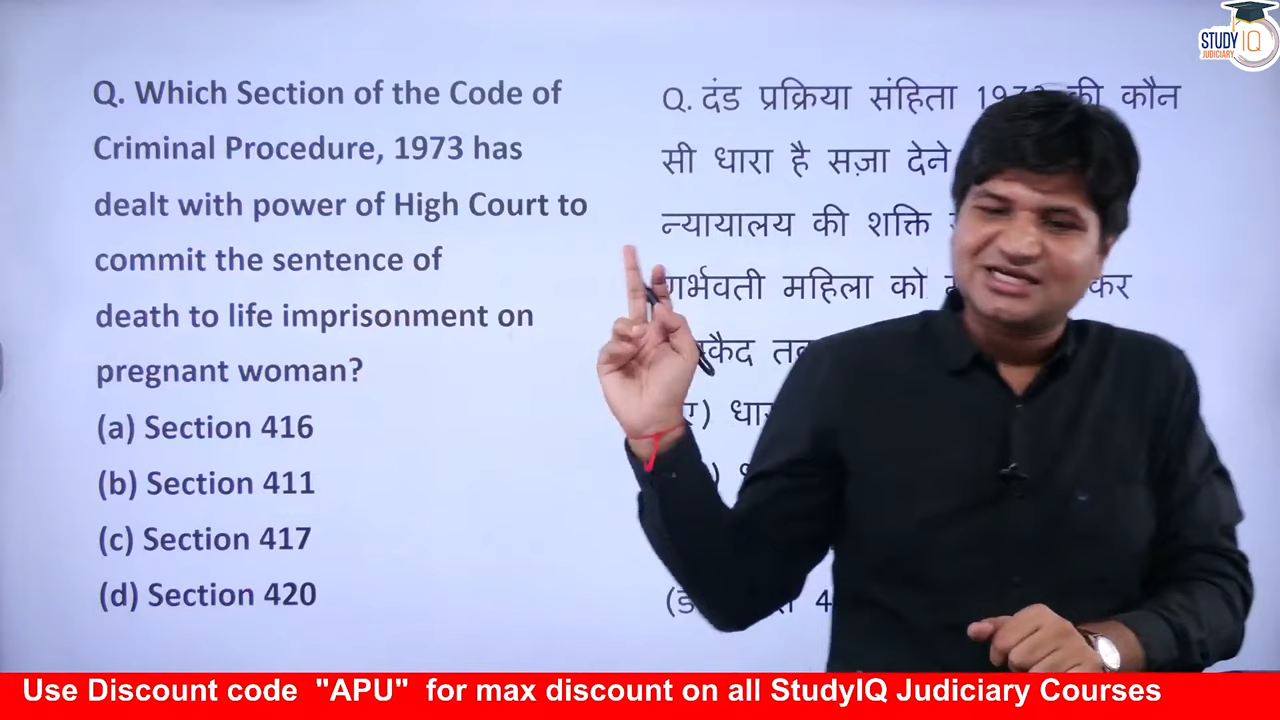 STUDY IQ
JUDICIARY
Q. Which Section of the Code of
Criminal Procedure, 1973 has
dealt with power of High Court to
commit the sentence of
death to life imprisonment on
pregnant woman?
(a) Section 416
(b) Section 411
(c) Section 417
(d) Section 420
Q. दंड प्रक्रिया संहिता की कौन
सी धारा है सज़ा देने
न्यायालय की शक्ति
गर्भवती महिला को
Use Discount code "APU" for max discount on all StudyIQ Judiciary Courses